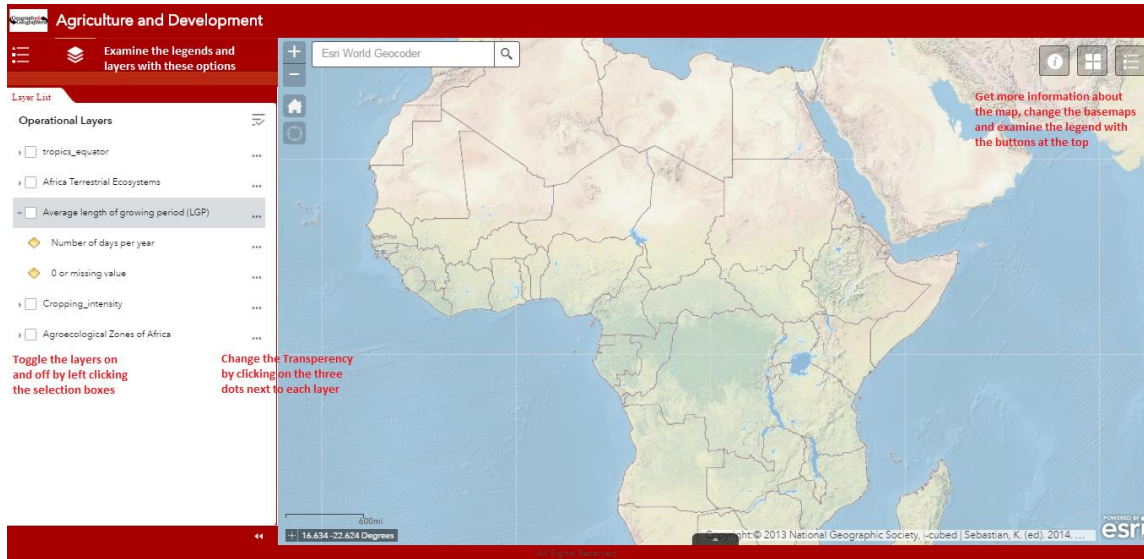 Agriculture and Development
Examine the legends and
layers with these options
Esri World Geocoder
Layer List
Operational Layers
tropics_equator
Africa Terrestrial Ecosystems
Average length of growing period (LGP)
Number of days per year
0 or missing value
Cropping_intensity
Agroecological Zones of Africa
Toggle the layers on
and off by left clicking
the selection boxes
Change the Transperency
by clicking on the three
dots next to each layer
Get more information about
the map, change the basemaps
and examine the legend with
the buttons at the top
600mi
16.634 -22.624 Degrees
Copyright:© 2013 National Geographic Society, i-cubed | Sebastian, K. (ed). 2014. ...
POWERED BY
esri
All Rights Reserved